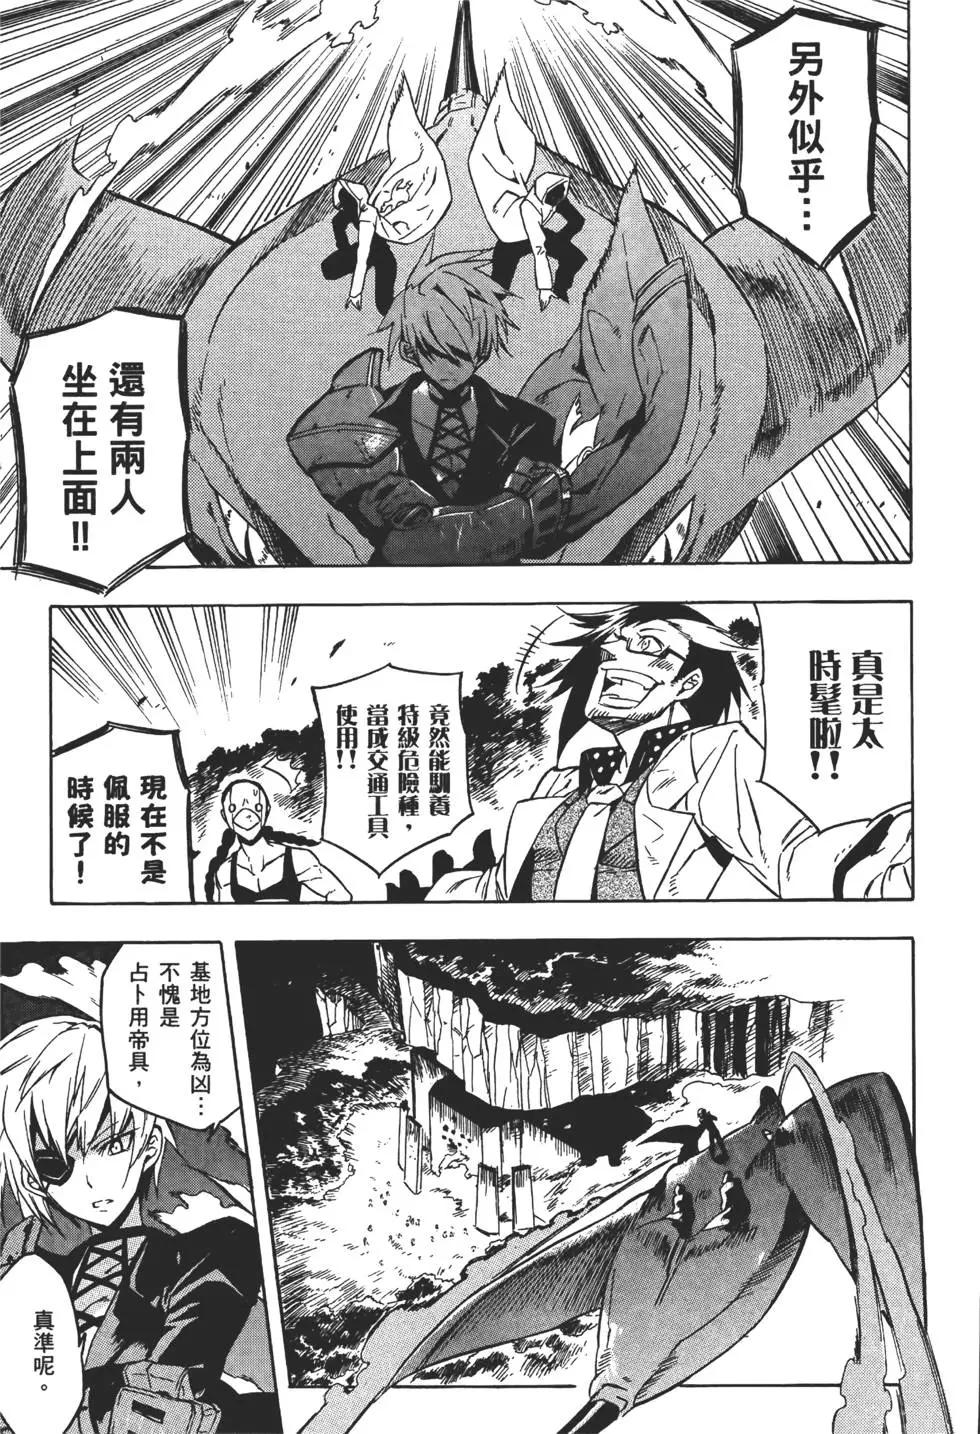 另外似乎…
還有兩人
坐在上面!!
真是太
時髦啦!!
竟然能馴養
特級危險種，
當成交通工具
使用!!
現在不是
佩服的
時候了！
基地方位為凶…
不愧是
占卜用帝具，
真準呢。